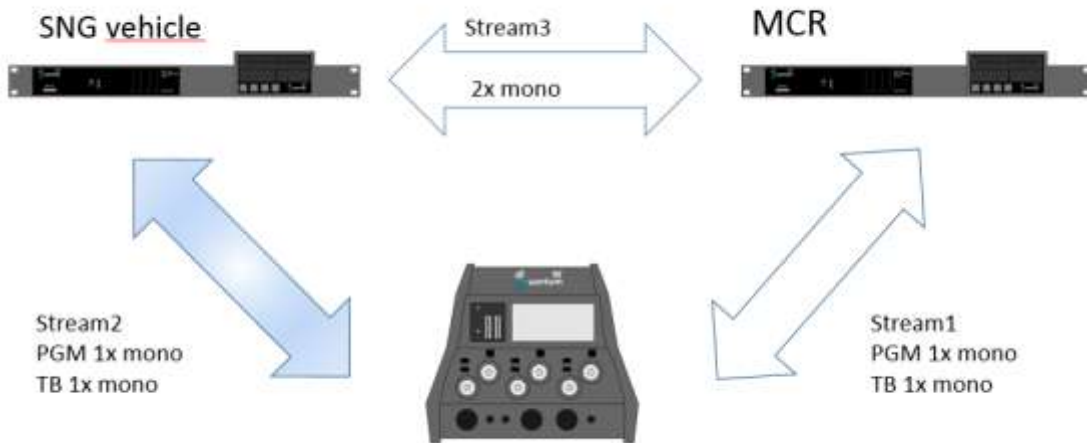 SNG vehicle
Stream3
2x mono
MCR
Stream2
PGM 1x mono
TB 1x mono
Stream1
PGM 1x mono
TB 1x mono